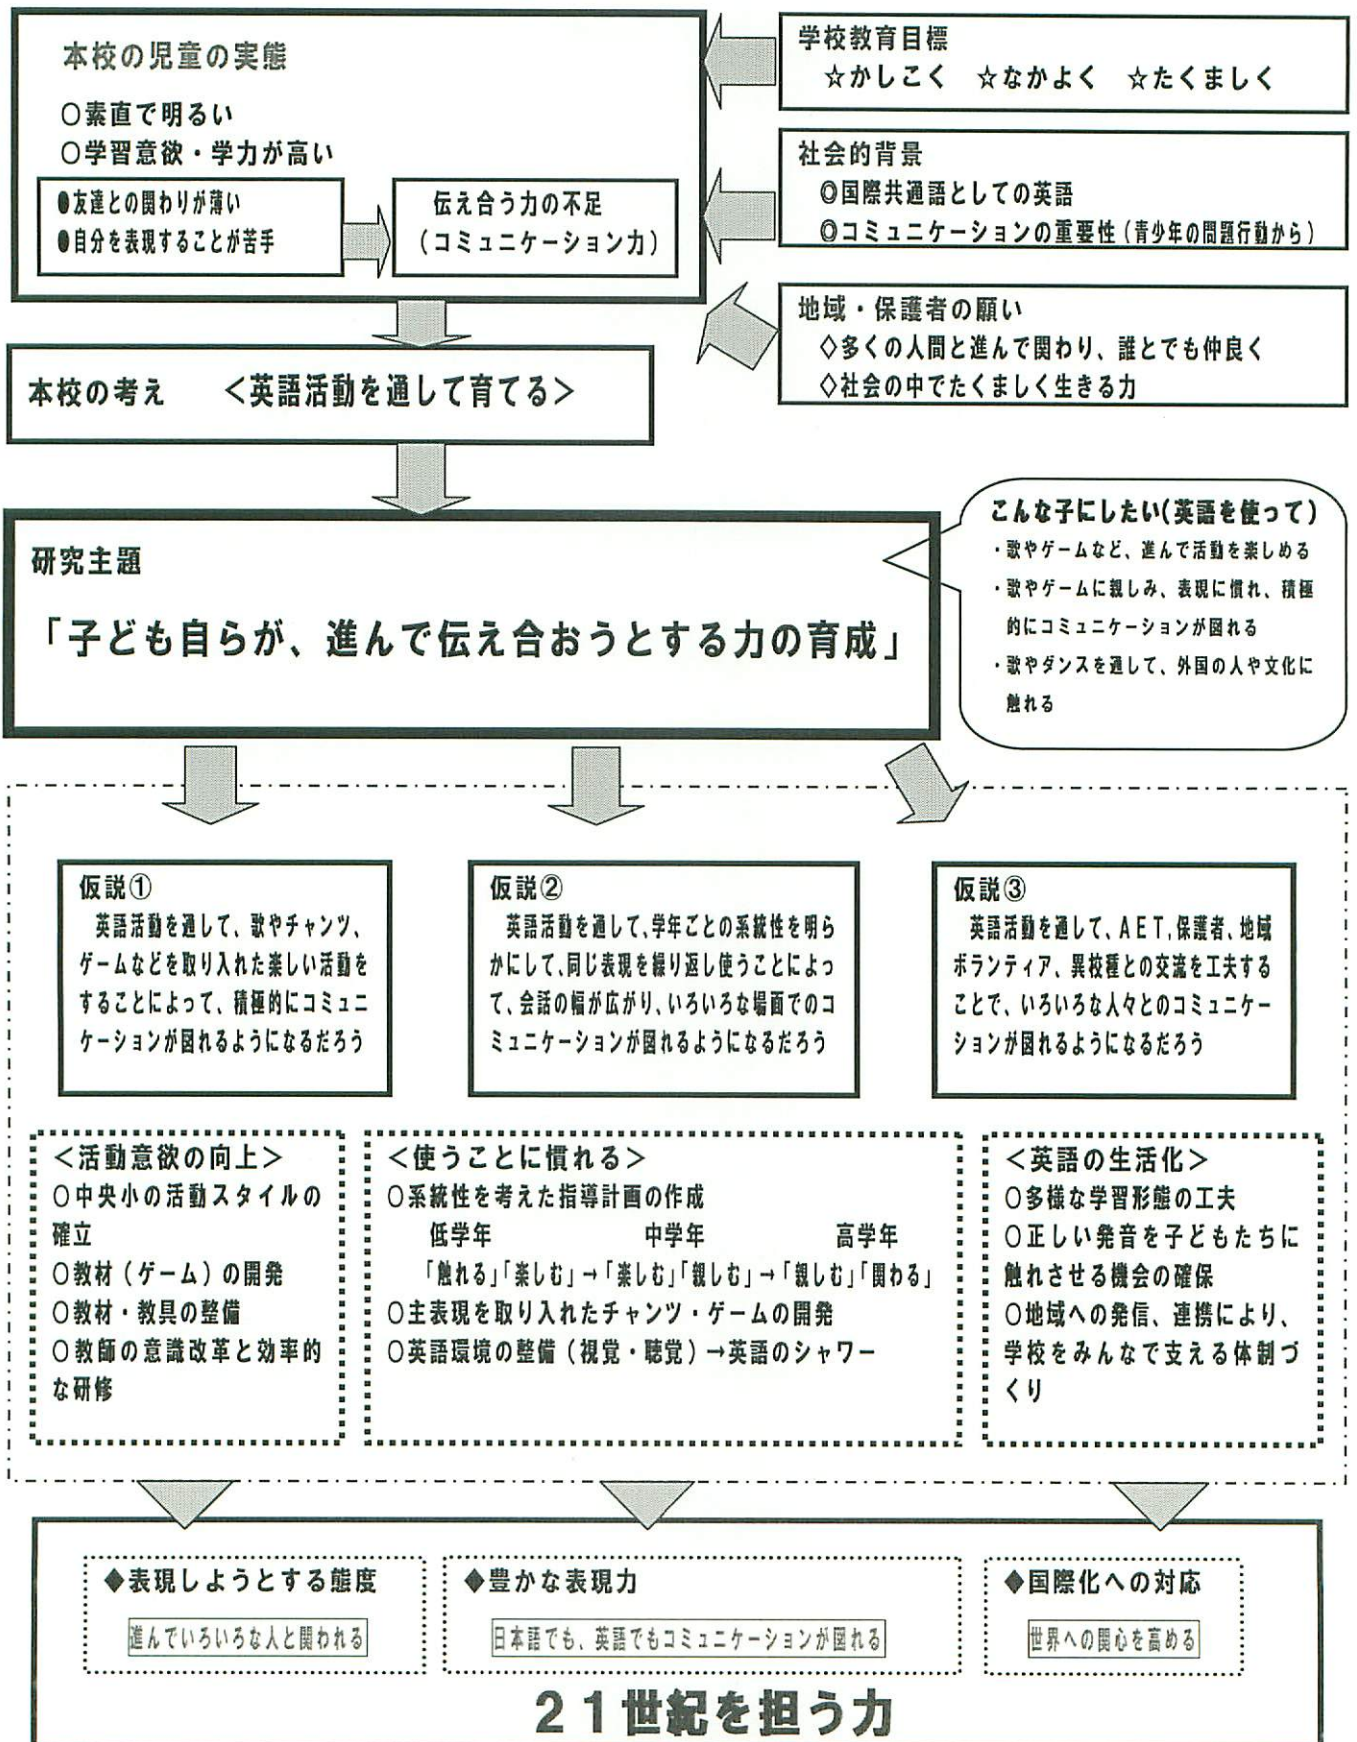 本校の児童の実態
○素直で明るい
○学習意欲・学力が高い
●友達との関わりが薄い
●自分を表現することが苦手
伝え合う力の不足
(コミュニケーション力)
学校教育目標
☆かしこく ☆なかよく ☆たくましく
社会的背景
◎国際共通語としての英語
◎コミュニケーションの重要性(青少年の問題行動から)
地域・保護者の願い
◇多くの人間と進んで関わり、誰とでも仲良く
◇社会の中でたくましく生きる力
本校の考え <英語活動を通して育てる>
研究主題
「子ども自らが、進んで伝え合おうとする力の育成」
こんな子にしたい(英語を使って)
・歌やゲームなど、進んで活動を楽しめる
・歌やゲームに親しみ、表現に慣れ、積極
的にコミュニケーションが図れる
・歌やダンスを通して、外国の人や文化に
触れる
仮説①
英語活動を通して、歌やチャンツ、
ゲームなどを取り入れた楽しい活動を
することによって、積極的にコミュニ
ケーションが図れるようになるだろう
仮説②
英語活動を通して、学年ごとの系統性を明ら
かにして、同じ表現を繰り返し使うことによっ
て、会話の幅が広がり、いろいろな場面でのコ
ミュニケーションが図れるようになるだろう
仮説③
英語活動を通して、AET,保護者、地域
ボランティア、異校種との交流を工夫する
ことで、いろいろな人々とのコミュニケー
ションが図れるようになるだろう
<活動意欲の向上>
○中央小の活動スタイルの
確立
○教材(ゲーム)の開発
○教材・教具の整備
○教師の意識改革と効率的
な研修
<使うことに慣れる>
○系統性を考えた指導計画の作成
低学年 中学年 高学年
「触れる」「楽しむ」→「楽しむ」「親しむ」→「親しむ」「関わる」
○主表現を取り入れたチャンツ・ゲームの開発
○英語環境の整備(視覚・聴覚)→英語のシャワー
<英語の生活化>
○多様な学習形態の工夫
○正しい発音を子どもたちに
触れさせる機会の確保
○地域への発信、連携により、
学校をみんなで支える体制づ
くり
◆表現しようとする態度
進んでいろいろな人と関われる
◆豊かな表現力
日本語でも、英語でもコミュニケーションが図れる
◆国際化への対応
世界への関心を高める
21世紀を担う力